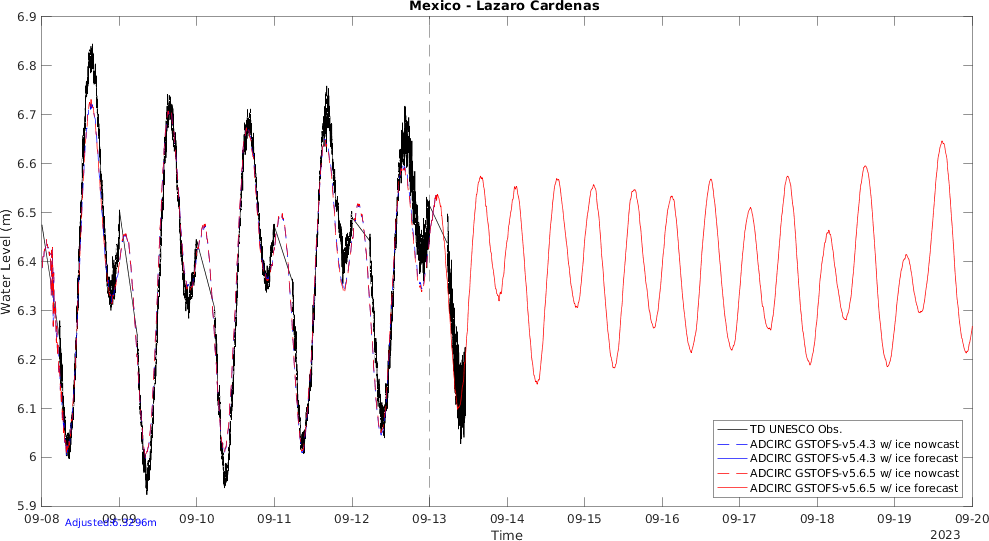 Mexico - Lazaro Cardenas
Water Level (m)
6.9
6.8
6.7
6.6
6.5
6.4
6.3
6.2
6.1
6
5.9
TD UNESCO Obs.
ADCIRC GSTOFS-v5.4.3 w/ ice nowcast
ADCIRC GSTOFS-v5.4.3 w/ ice forecast
ADCIRC GSTOFS-v5.6.5 w/ ice nowcast
ADCIRC GSTOFS-v5.6.5 w/ ice forecast
09-08 09-09 09-10 09-11 09-12 09-13 09-14 09-15 09-16 09-17 09-18 09-19 09-20
Adjusted:6.3296m
Time
2023